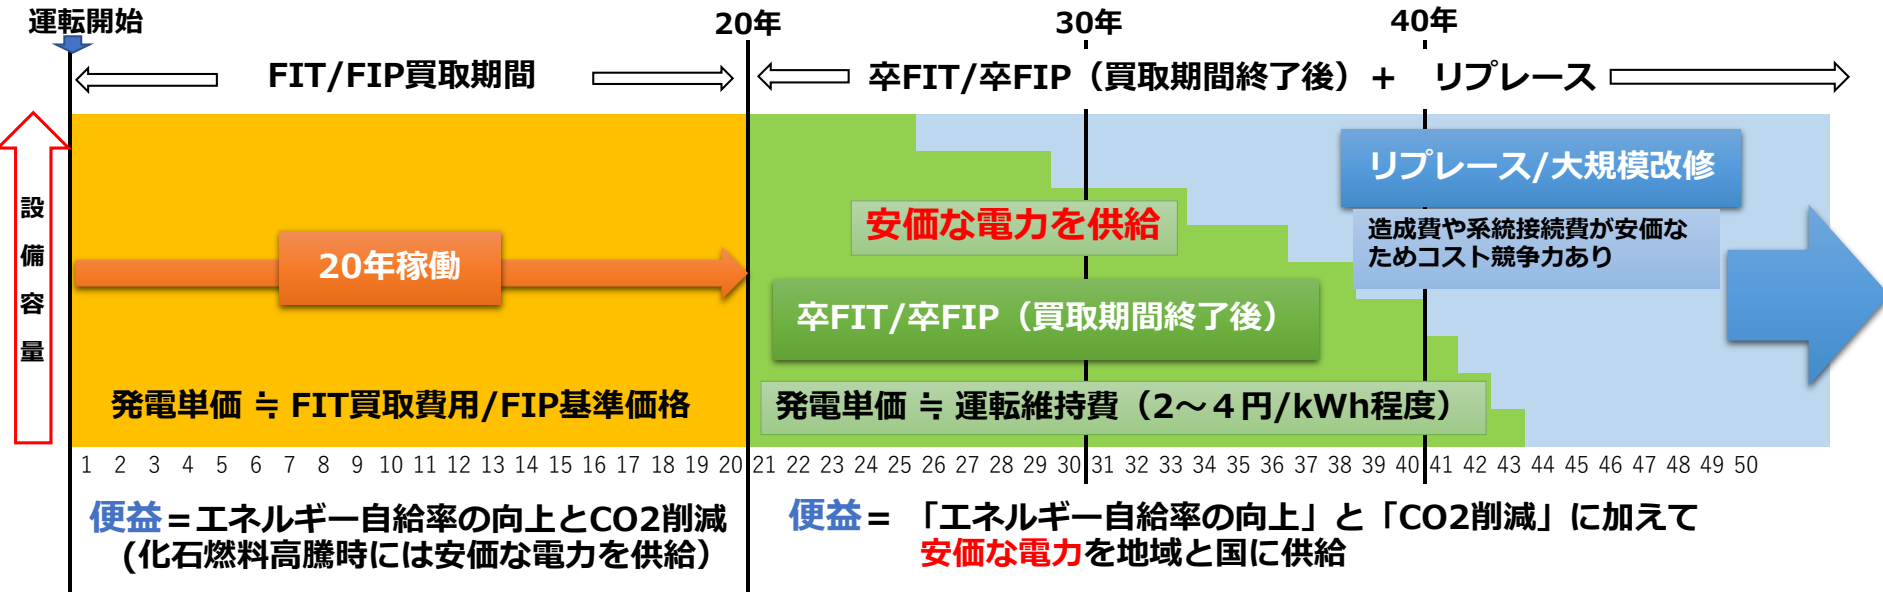 運転開始
20年
30年
40年
FIT/FIP買取期間
卒FIT/卒FIP（買取期間終了後）+ リプレース
設備容量
20年稼働
発電単価 ≒ FIT買取費用/FIP基準価格
安価な電力を供給
卒FIT/卒FIP（買取期間終了後）
発電単価 ≒ 運転維持費（2～４円/kWh程度）
リプレース/大規模改修
造成費や系統接続費が安価な
ためコスト競争力あり
1 2 3 4 5 6 7 8 9 10 11 12 13 14 15 16 17 18 19 20 21 22 23 24 25 26 27 28 29 30 31 32 33 34 35 36 37 38 39 40 41 42 43 44 45 46 47 48 49 50
便益=エネルギー自給率の向上とCO2削減
(化石燃料高騰時には安価な電力を供給）
便益= 「エネルギー自給率の向上」と「CO2削減」に加えて
安価な電力を地域と国に供給